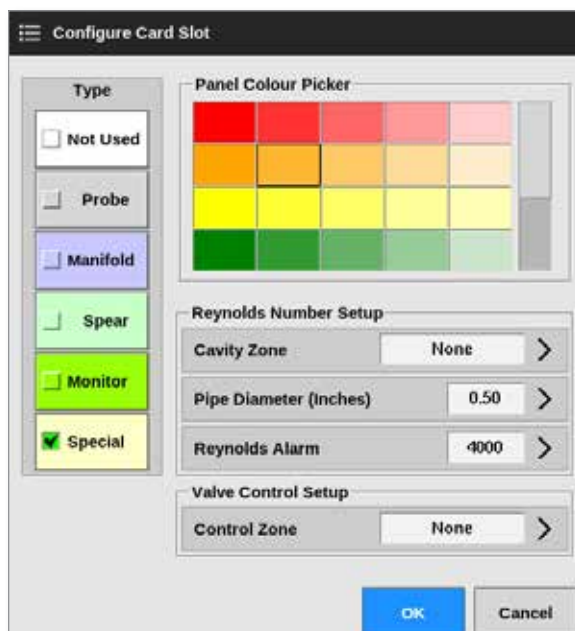 Configure Card Slot
Type
Not Used
Probe
Manifold
Spear
Monitor
Special
Panel Colour Picker
Reynolds Number Setup
Cavity Zone None
Pipe Diameter (Inches) 0.50
Reynolds Alarm 4000
Valve Control Setup
Control Zone None
OK Cancel